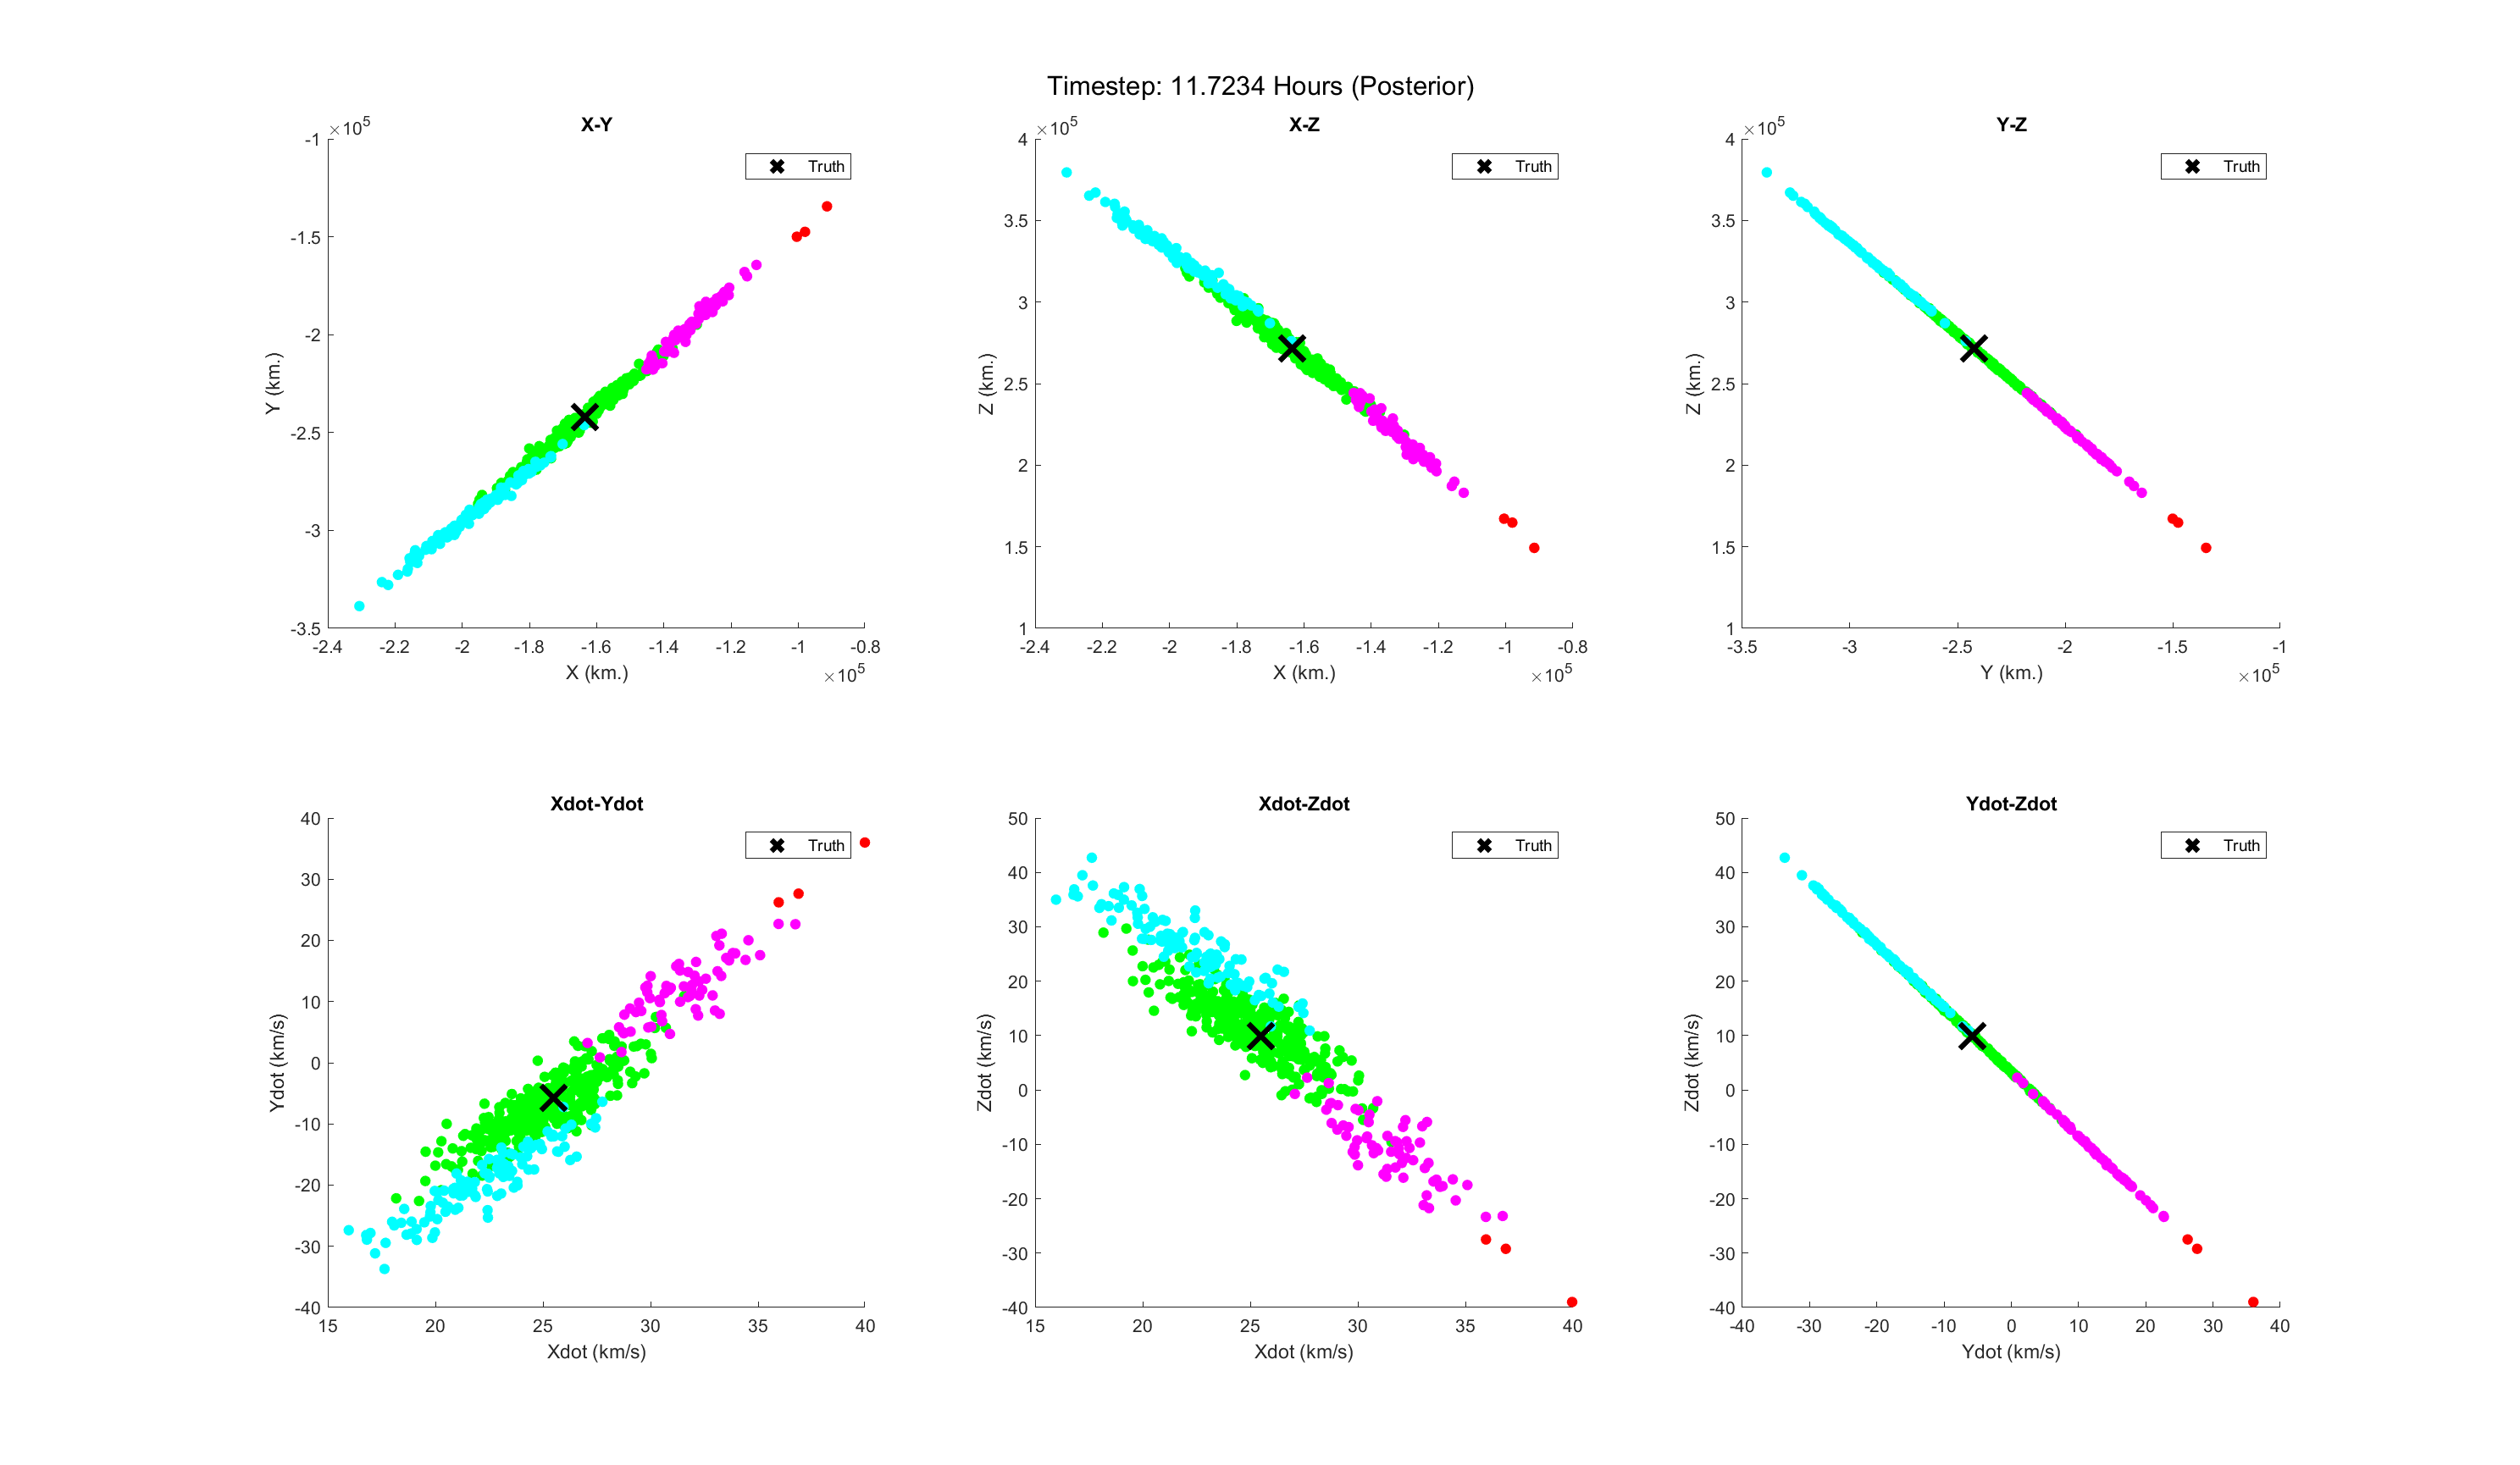 Timestep: 11.7234 Hours (Posterior)
X-Y
×10^5
Truth
-1
-1.5
-2
-2.5
-3
-3.5
Y (km.)
-2.4 -2.2 -2 -1.8 -1.6 -1.4 -1.2 -1 -0.8
X (km.)
×10^5
X-Z
×10^5
Truth
4
3.5
3
2.5
2
1.5
1
Z (km.)
-2.4 -2.2 -2 -1.8 -1.6 -1.4 -1.2 -1 -0.8
X (km.)
×10^5
Y-Z
×10^5
Truth
4
3.5
3
2.5
2
1.5
1
Z (km.)
-3.5 -3 -2.5 -2 -1.5 -1
Y (km.)
×10^5
Xdot-Ydot
Truth
40
30
20
10
0
-10
-20
-30
-40
Ydot (km/s)
15 20 25 30 35 40
Xdot (km/s)
Xdot-Zdot
Truth
50
40
30
20
10
0
-10
-20
-30
-40
Zdot (km/s)
15 20 25 30 35 40
Xdot (km/s)
Ydot-Zdot
Truth
50
40
30
20
10
0
-10
-20
-30
-40
Zdot (km/s)
-40 -30 -20 -10 0 10 20 30 40
Ydot (km/s)